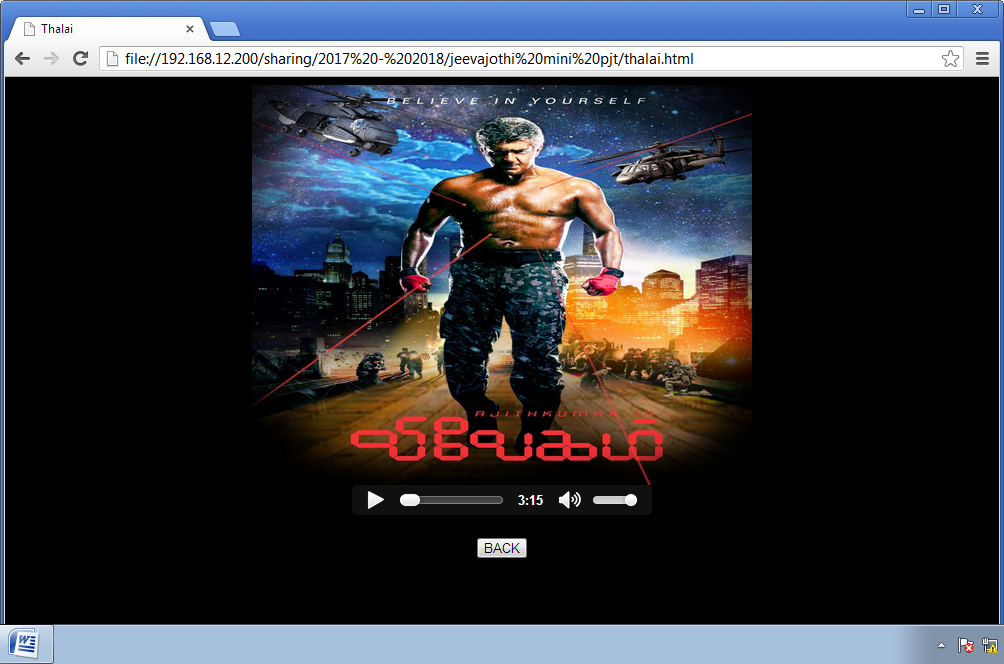 Thalai
file://192.168.12.200/sharing/2017%20-%202018/jeevajothi%20mini%20pjt/thalai.html
BELIEVE IN YOURSELF
AJITHKUMAR IN
விவேகம்
3:15
BACK